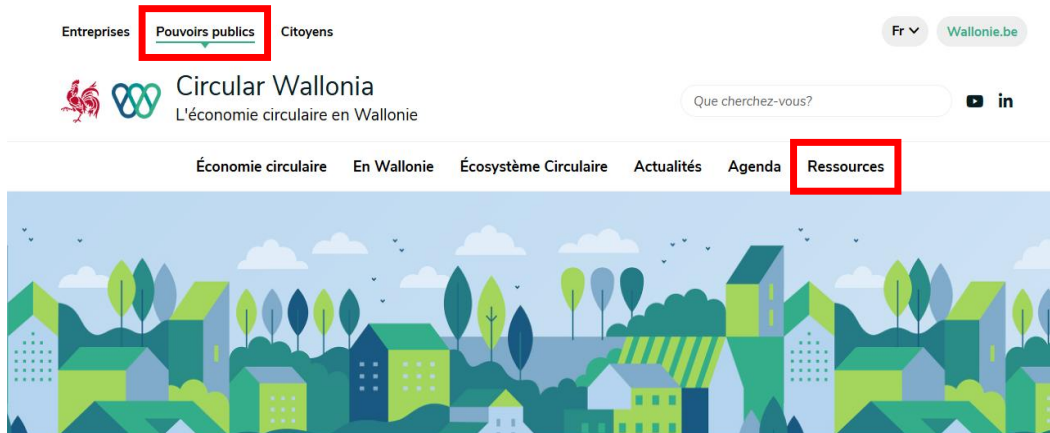 Entreprises Pouvoirs publics Citoyens Fr Wallonie.be
Circular Wallonia
L'économie circulaire en Wallonie
Que cherchez-vous?
in
Économie circulaire En Wallonie Écosystème Circulaire Actualités Agenda Ressources